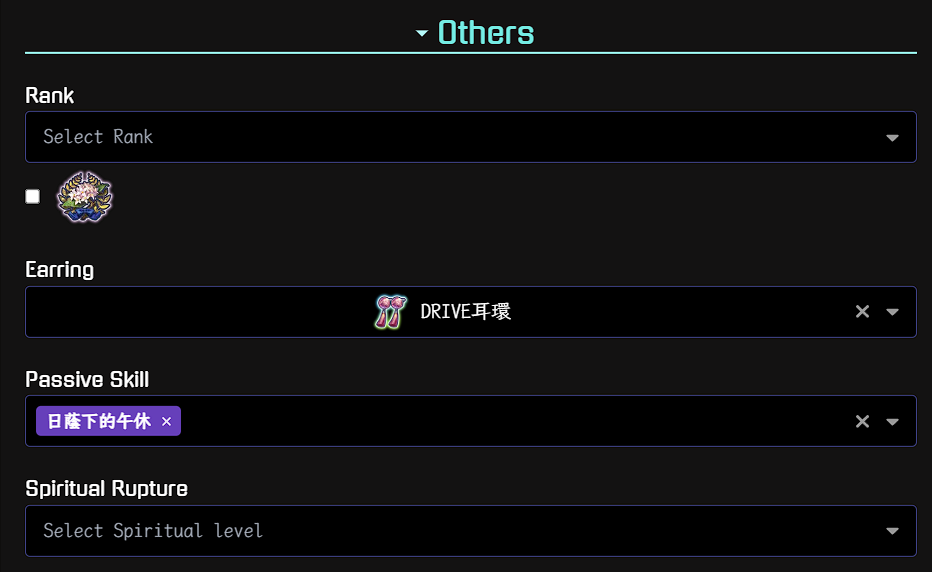 Others
Rank
Select Rank
Earring
DRIVE耳環
Passive Skill
日蔭下的午休 ×
Spiritual Rupture
Select Spiritual level